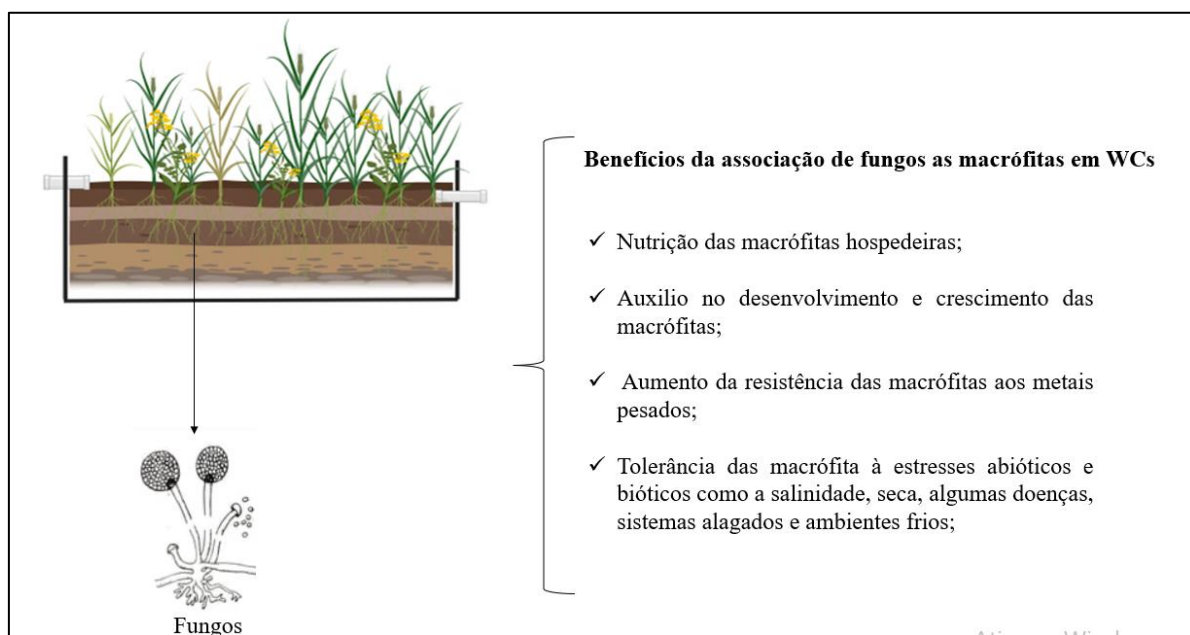 Benefícios da associação de fungos as macrófitas em WCs
✓ Nutrição das macrófitas hospedeiras;
✓ Auxilio no desenvolvimento e crescimento das
macrófitas;
✓ Aumento da resistência das macrófitas aos metais
pesados;
✓ Tolerância das macrófita à estresses abióticos e
bióticos como a salinidade, seca, algumas doenças,
sistemas alagados e ambientes frios;
Fungos